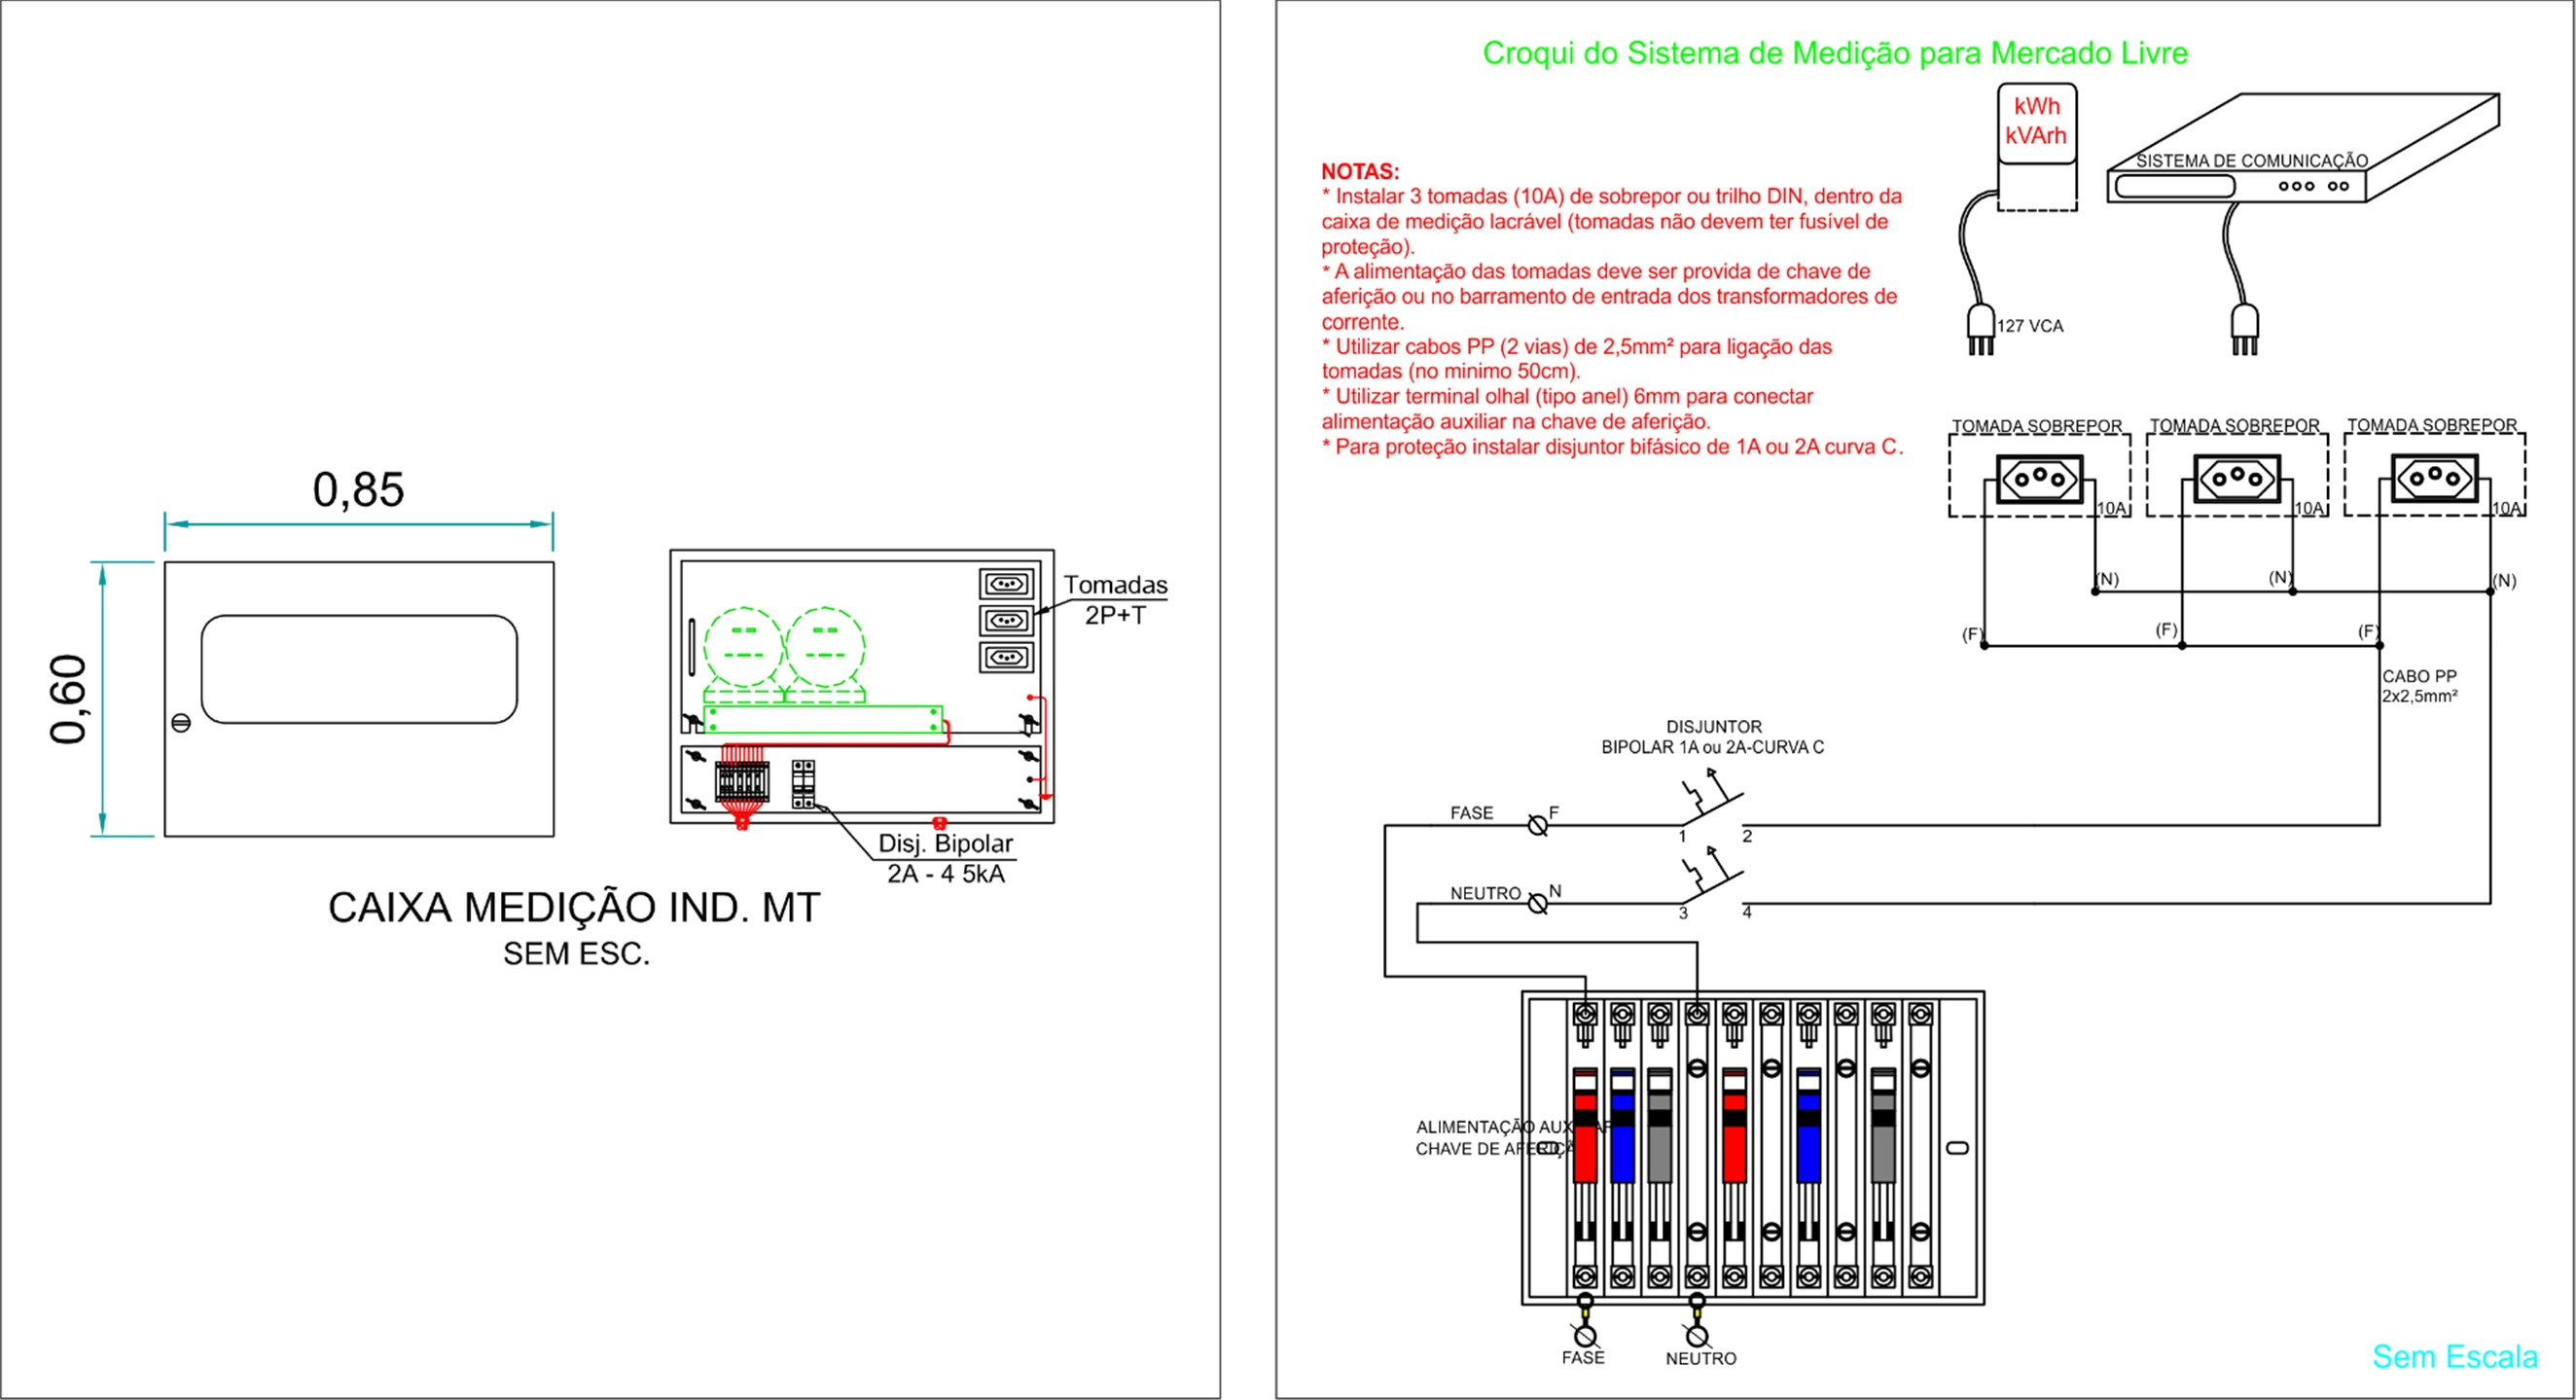 0,85
0,60
Tomadas
2P+T
Disj. Bipolar
2A - 4 5kA
CAIXA MEDIÇÃO IND. MT
SEM ESC.
Croqui do Sistema de Medição para Mercado Livre
kWh
kVArh
SISTEMA DE COMUNICAÇÃO
127 VCA
NOTAS:
* Instalar 3 tomadas (10A) de sobrepor ou trilho DIN, dentro da
caixa de medição lacrável (tomadas não devem ter fusível de
proteção).
* A alimentação das tomadas deve ser provida de chave de
aferição ou no barramento de entrada dos transformadores de
corrente.
* Utilizar cabos PP (2 vias) de 2,5mm² para ligação das
tomadas (no minimo 50cm).
* Utilizar terminal olhal (tipo anel) 6mm para conectar
alimentação auxiliar na chave de aferição.
* Para proteção instalar disjuntor bifásico de 1A ou 2A curva C.
TOMADA SOBREPOR TOMADA SOBREPOR TOMADA SOBREPOR
10A 10A 10A
(N) (N) (N)
(F) (F) (F)
CABO PP
2x2,5mm²
DISJUNTOR
BIPOLAR 1A ou 2A-CURVA C
FASE F
1 2
NEUTRO N
3 4
ALIMENTAÇÃO
CHAVE DE
FASE NEUTRO
Sem Escala